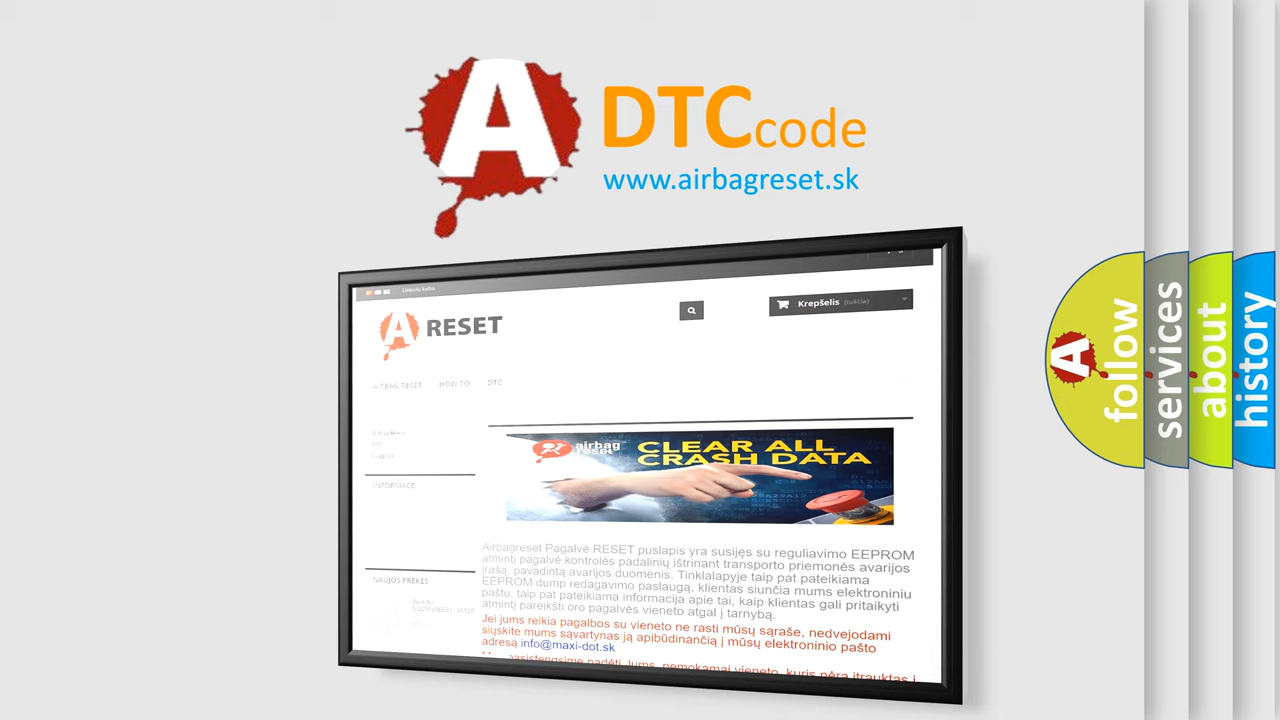 A
DTCcode
www.airbagreset.sk
Lietuvių kalba
Krepšelis (tuščia)
A RESET
AIRBAG RESET HOW TO DTC
airbag
reset
CLEAR ALL
CRASH DATA
INFORMACE
Airbagreset Pagalvė RESET puslapis yra susijęs su reguliavimo EEPROM
atmintį pagalvė kontrolės padalinių ištrinant transporto priemonės avarijos
įrašą, pavadintą avarijos duomenis. Tinklalapyje taip pat pateikiama
EEPROM dump redagavimo paslaugą, klientas siunčia mums elektroniniu
paštu, taip pat pateikiama informacija apie tai, kaip klientas gali pritaikyti
atmintį pareikšti oro pagalvės vieneto atgal į tarnybą.
Jei jums reikia pagalbos su vieneto ne rasti mūsų sąraše, nedvejodami
siųskite mums sąvartynas ją apibūdinančią į mūsų elektroninio pašto
adresą info@maxi-dot.sk
NAUJOS PREKĖS
A follow
services
about
history